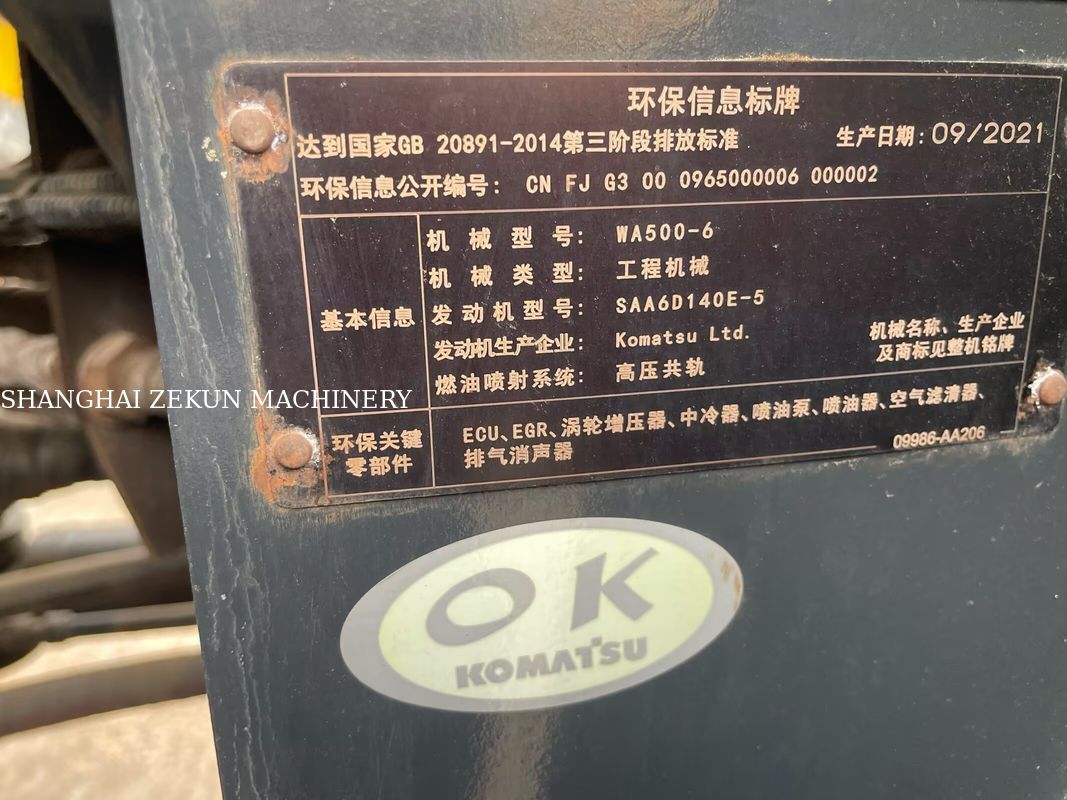 环保信息标牌
达到国家GB 20891-2014第三阶段排放标准 生产日期: 09/2021
环保信息公开编号: CN FJ G3 00 0965000006 000002
基本信息
机械型号: WA500-6
机械类型: 工程机械
发动机型号: SAA6D140E-5
发动机生产企业: Komatsu Ltd.
燃油喷射系统: 高压共轨
机械名称、生产企业
及商标见整机铭牌
环保关键
零部件
ECU、EGR、涡轮增压器、中冷器、喷油泵、喷油器、空气滤清器、
排气消声器
09986-AA206
SHANGHAI ZEKUN MACHINERY
OK
KOMATSU